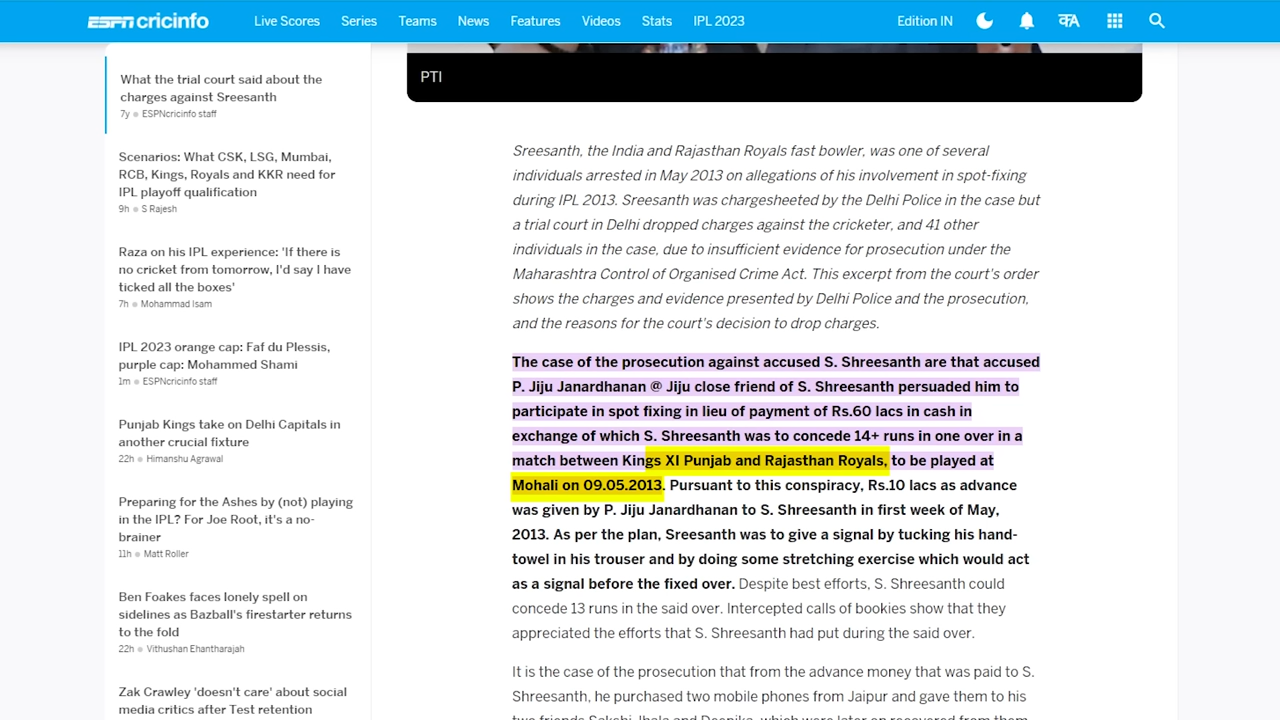 ESPN cricinfo Live Scores Series Teams News Features Videos Stats IPL 2023 Edition IN क A
PTI
What the trial court said about the
charges against Sreesanth
7y ESPNcricinfo staff
Scenarios: What CSK, LSG, Mumbai,
RCB, Kings, Royals and KKR need for
IPL playoff qualification
9h S Rajesh
Raza on his IPL experience: 'If there is
no cricket from tomorrow, I'd say I have
ticked all the boxes'
7h Mohammad Isam
IPL 2023 orange cap: Faf du Plessis,
purple cap: Mohammed Shami
1m ESPNcricinfo staff
Punjab Kings take on Delhi Capitals in
another crucial fixture
22h Himanshu Agrawal
Preparing for the Ashes by (not) playing
in the IPL? For Joe Root, it's a no-
brainer
11h Matt Roller
Ben Foakes faces lonely spell on
sidelines as Bazball's firestarter returns
to the fold
22h Vithushan Ehantharajah
Zak Crawley 'doesn't care' about social
media critics after Test retention
Sreesanth, the India and Rajasthan Royals fast bowler, was one of several
individuals arrested in May 2013 on allegations of his involvement in spot-fixing
during IPL 2013. Sreesanth was chargesheeted by the Delhi Police in the case but
a trial court in Delhi dropped charges against the cricketer, and 41 other
individuals in the case, due to insufficient evidence for prosecution under the
Maharashtra Control of Organised Crime Act. This excerpt from the court's order
shows the charges and evidence presented by Delhi Police and the prosecution,
and the reasons for the court's decision to drop charges.
The case of the prosecution against accused S. Shreesanth are that accused
P. Jiju Janardhanan @ Jiju close friend of S. Shreesanth persuaded him to
participate in spot fixing in lieu of payment of Rs.60 lacs in cash in
exchange of which S. Shreesanth was to concede 14+ runs in one over in a
match between Kings XI Punjab and Rajasthan Royals, to be played at
Mohali on 09.05.2013. Pursuant to this conspiracy, Rs.10 lacs as advance
was given by P. Jiju Janardhanan to S. Shreesanth in first week of May,
2013. As per the plan, Sreesanth was to give a signal by tucking his hand-
towel in his trouser and by doing some stretching exercise which would act
as a signal before the fixed over. Despite best efforts, S. Shreesanth could
concede 13 runs in the said over. Intercepted calls of bookies show that they
appreciated the efforts that S. Shreesanth had put during the said over.
It is the case of the prosecution that from the advance money that was paid to S.
Shreesanth, he purchased two mobile phones from Jaipur and gave them to his
two friends Sakshi Jhala and Deepika, which were later on recovered from them